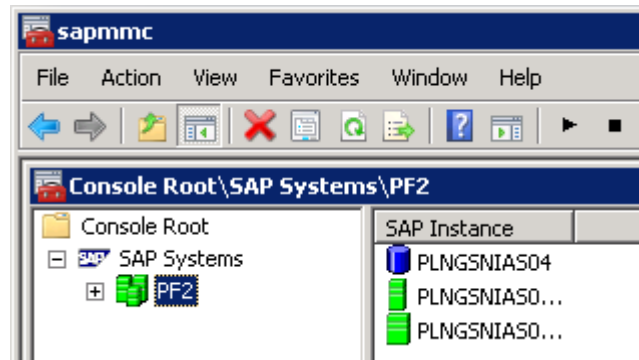 sapmmc
File Action View Favorites Window Help
Console Root\SAP Systems\PF2
Console Root
SAP Systems
PF2
SAP Instance
PLNGSNIAS04
PLNGSNIAS0...
PLNGSNIAS0...